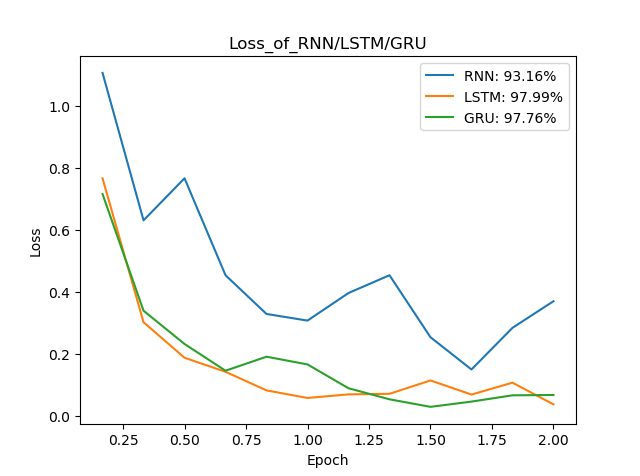 Loss_of_RNN/LSTM/GRU
RNN: 93.16%
LSTM: 97.99%
GRU: 97.76%
Loss
1.0
0.8
0.6
0.4
0.2
0.0
0.25 0.50 0.75 1.00 1.25 1.50 1.75 2.00
Epoch